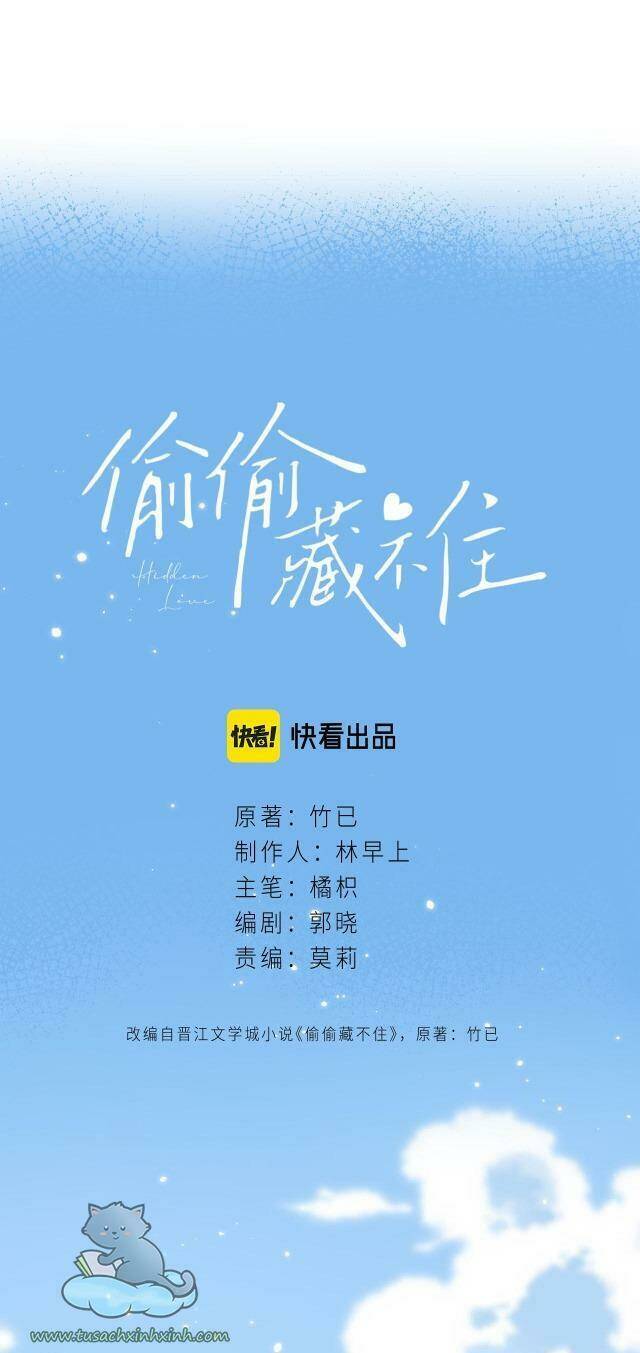 偷偷藏不住
Hidden
Love
快看! 快看出品
原著：竹已
制作人：林早上
主笔：橘枳
编剧：郭晓
责编：莫莉
改编自晋江文学城小说《偷偷藏不住》，原著：竹已
www.tusachxinhxinh.com